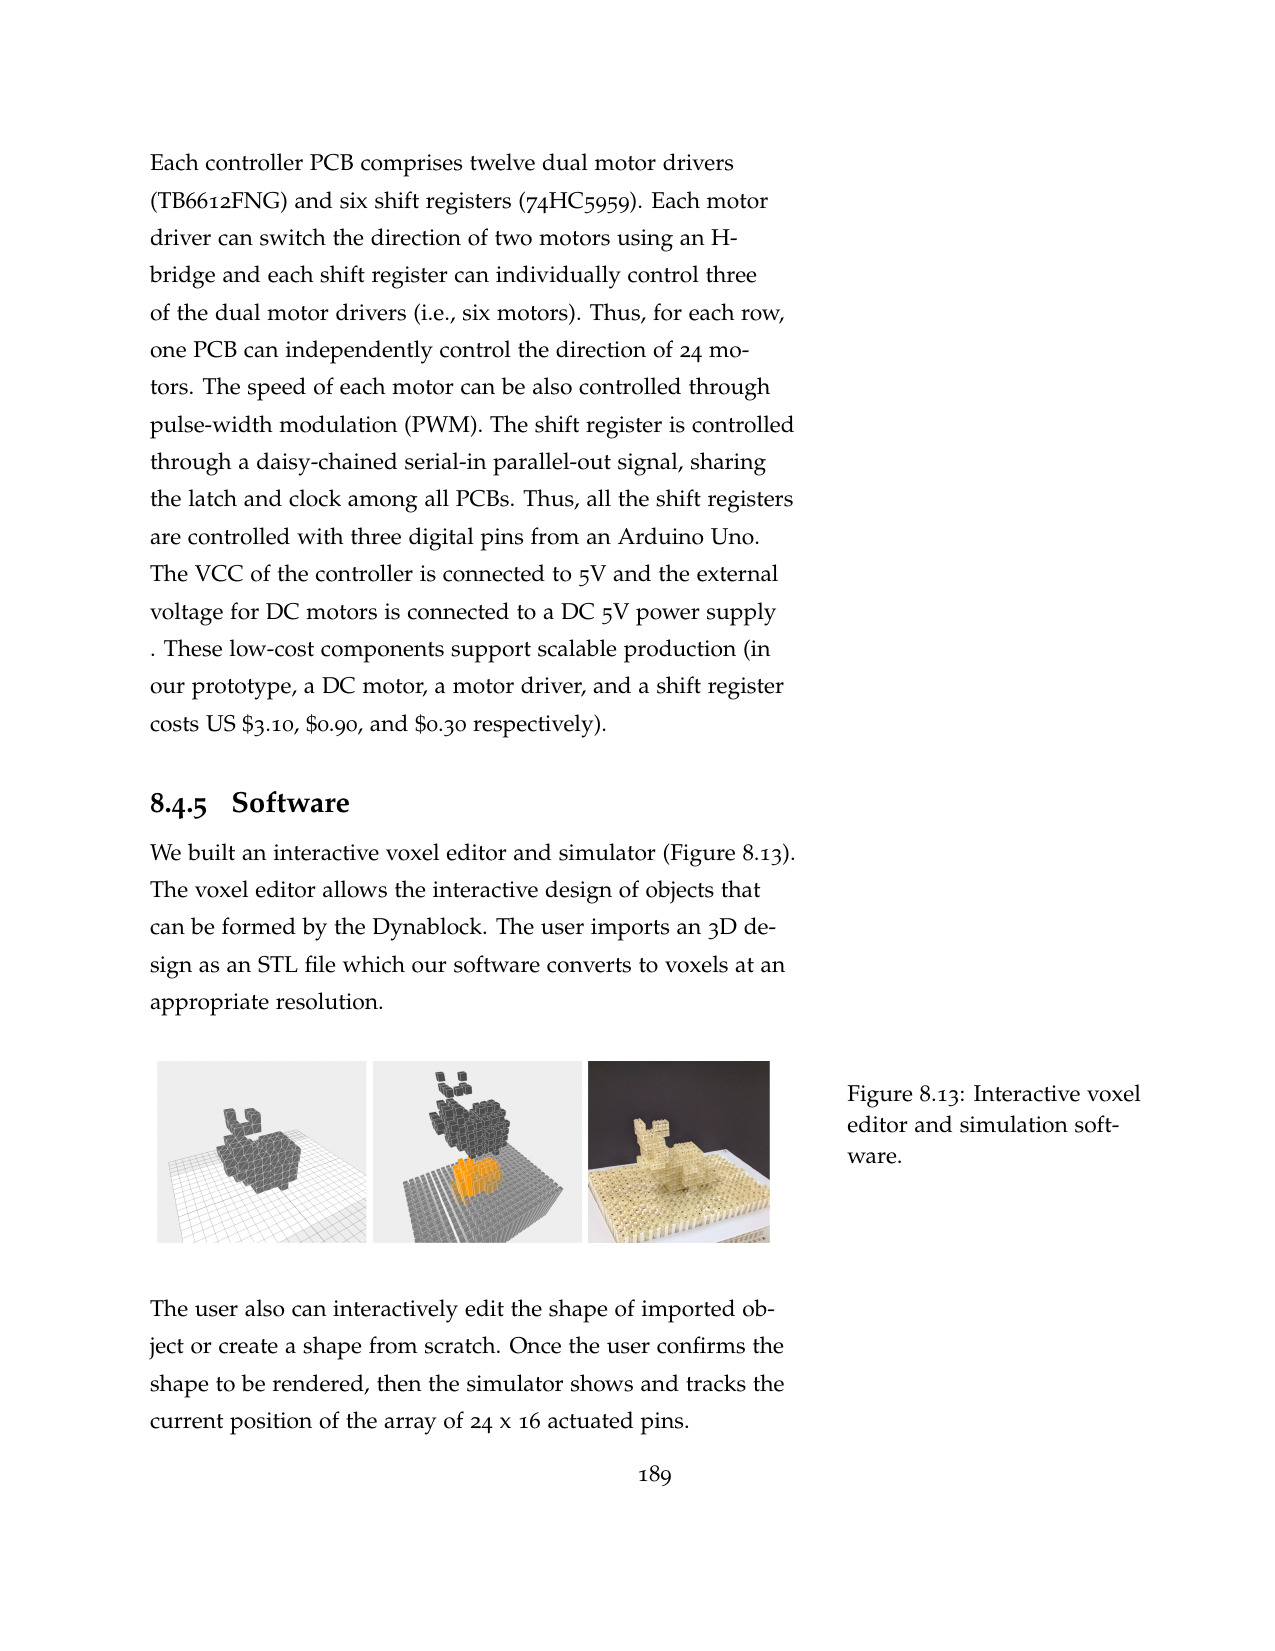 Each controller PCB comprises twelve dual motor drivers
(TB6612FNG) and six shift registers (74HC5959). Each motor
driver can switch the direction of two motors using an H-
bridge and each shift register can individually control three
of the dual motor drivers (i.e., six motors). Thus, for each row,
one PCB can independently control the direction of 24 mo-
tors. The speed of each motor can be also controlled through
pulse-width modulation (PWM). The shift register is controlled
through a daisy-chained serial-in parallel-out signal, sharing
the latch and clock among all PCBs. Thus, all the shift registers
are controlled with three digital pins from an Arduino Uno.
The VCC of the controller is connected to 5V and the external
voltage for DC motors is connected to a DC 5V power supply
. These low-cost components support scalable production (in
our prototype, a DC motor, a motor driver, and a shift register
costs US $3.10, $0.90, and $0.30 respectively).
8.4.5 Software
We built an interactive voxel editor and simulator (Figure 8.13).
The voxel editor allows the interactive design of objects that
can be formed by the Dynablock. The user imports an 3D de-
sign as an STL file which our software converts to voxels at an
appropriate resolution.
Figure 8.13: Interactive voxel
editor and simulation soft-
ware.
The user also can interactively edit the shape of imported ob-
ject or create a shape from scratch. Once the user confirms the
shape to be rendered, then the simulator shows and tracks the
current position of the array of 24 x 16 actuated pins.
189